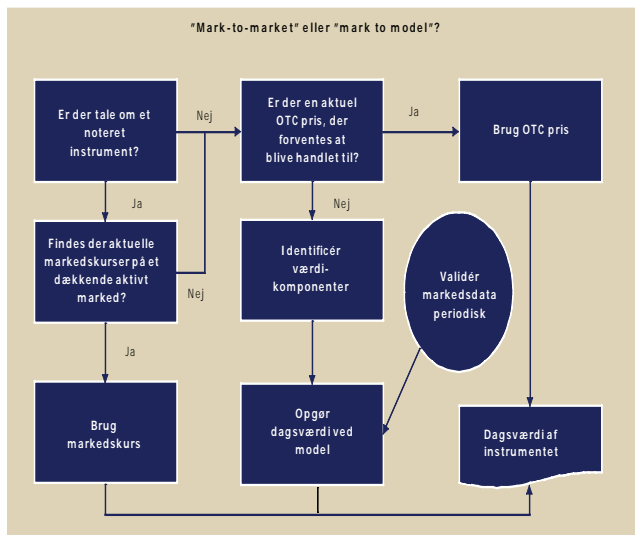 "Mark-to-market" eller "mark to model"?
Er der tale om et
noteret
instrument?
Nej
Er der en aktuel
OTC pris, der
forventes at
blive handlet til?
Ja
Brug OTC pris
Ja
Nej
Findes der aktuelle
markedskurser på et
dækkende aktivt
marked?
Nej
Identificér
værdi-
komponenter
Validér
markedsdata
periodisk
Ja
Brug
markedskurs
Opgør
dagsværdi ved
model
Dagsværdi af
instrumentet